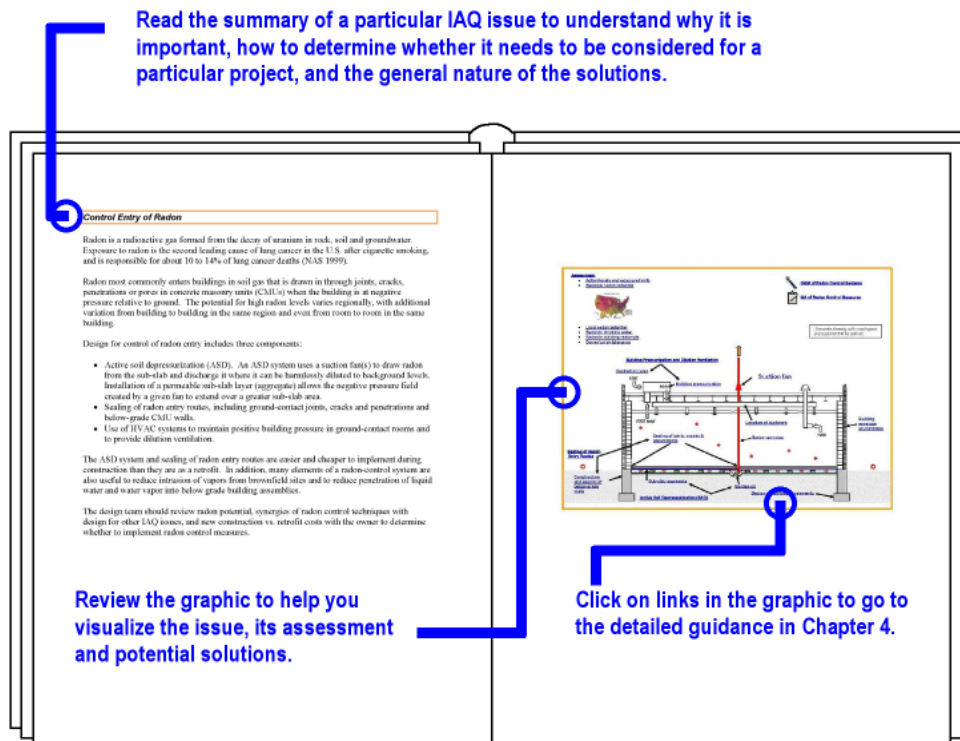 Read the summary of a particular IAQ issue to understand why it is
important, how to determine whether it needs to be considered for a
particular project, and the general nature of the solutions.
Control Entry of Radon
Radon is a radioactive gas formed from the decay of uranium in rock, soil and groundwater.
Exposure to radon is the second leading cause of lung cancer in the U.S. after cigarette smoking,
and is responsible for about 10 to 14% of lung cancer deaths (NAS 1999).
Radon most commonly enters buildings in soil gas that is drawn in through joints, cracks,
penetrations or pores in concrete masonry units (CMUs) when the building is at negative
pressure relative to ground. The potential for high radon levels varies regionally, with additional
variation from building to building in the same region and even from room to room in the same
building.
Design for control of radon entry includes three components:
• Active soil depressurization (ASD). An ASD system uses a suction fan(s) to draw radon
from the sub-slab and discharge it where it can be harmlessly diluted to background levels.
Installation of a permeable sub-slab layer (aggregate) allows the negative pressure field
created by a given fan to extend over a greater sub-slab area.
• Sealing of radon entry routes, including ground-contact joints, cracks and penetrations and
below-grade CMU walls.
• Use of HVAC systems to maintain positive building pressure in ground-contact rooms and
to provide dilution ventilation.
The ASD system and sealing of radon entry routes are easier and cheaper to implement during
construction than they are as a retrofit. In addition, many elements of a radon-control system are
also useful to reduce intrusion of vapors from brownfield sites and to reduce penetration of liquid
water and water vapor into below grade building assemblies.
The design team should review radon potential, synergies of radon control techniques with
design for other IAQ issues, and new construction vs. retrofit costs with the owner to determine
whether to implement radon control measures.
O&M of Radon Control Systems
QA of Radon Control Measures
Building Pressurization and Dilution Ventilation
Building pressurization
Suction fan
Review the graphic to help you
visualize the issue, its assessment
and potential solutions.
Click on links in the graphic to go to
the detailed guidance in Chapter 4.